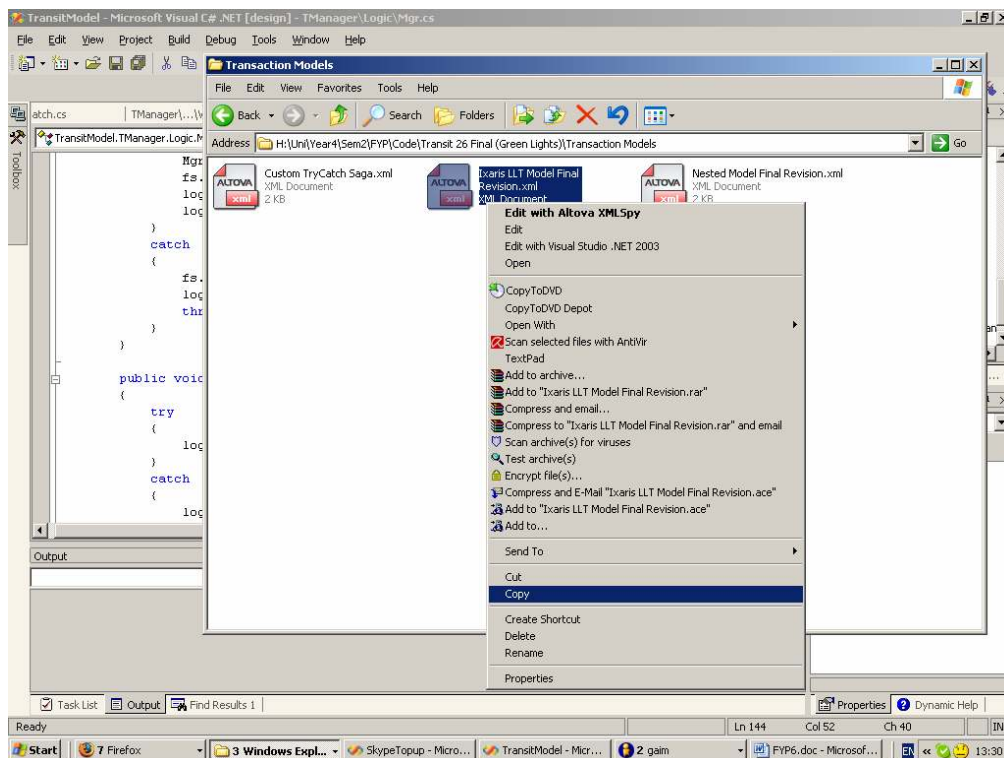 TransitModel - Microsoft Visual C# .NET [design] - TManager\Logic\Mgr.cs
File Edit View Project Build Debug Tools Window Help
Transaction Models
File Edit View Favorites Tools Help
Back Search Folders
Address H:\Uni\Year4\Sem2\FYP\Code\Transit 26 Final (Green Lights)\Transaction Models Go
atch.cs TManager\...\
TransitModel.TManager.Logic.M
Toolbox
ALTOVA xml Custom TryCatch Saga.xml
XML Document
2 KB
ALTOVA xml Ixaris LLT Model Final
Revision.xml
XML Document
ALTOVA xml Nested Model Final Revision.xml
XML Document
2 KB
Mgr
fs.
log
log
}
catch
{
fs.
log
thr
}
}
public void
{
try
{
log
}
catch
{
log
Edit with Altova XMLSpy
Edit
Edit with Visual Studio .NET 2003
Open
CopyToDVD
CopyToDVD Depot
Open With
Scan selected files with AntiVir
TextPad
Add to archive...
Add to "Ixaris LLT Model Final Revision.rar"
Compress and email...
Compress to "Ixaris LLT Model Final Revision.rar" and email
Scan archive(s) for viruses
Test archive(s)
Encrypt file(s)...
Compress and E-Mail "Ixaris LLT Model Final Revision.ace"
Add to "Ixaris LLT Model Final Revision.ace"
Add to...
Send To
Cut
Copy
Create Shortcut
Delete
Rename
Properties
Output
Task List Output Find Results 1 Properties Dynamic Help
Ready Ln 144 Col 52 Ch 40 IN
Start 7 Firefox 3 Windows Expl... SkypeTopup - Micro... TransitModel - Micr... 2 gaim FYP6.doc - Microsof... EN « 13:30